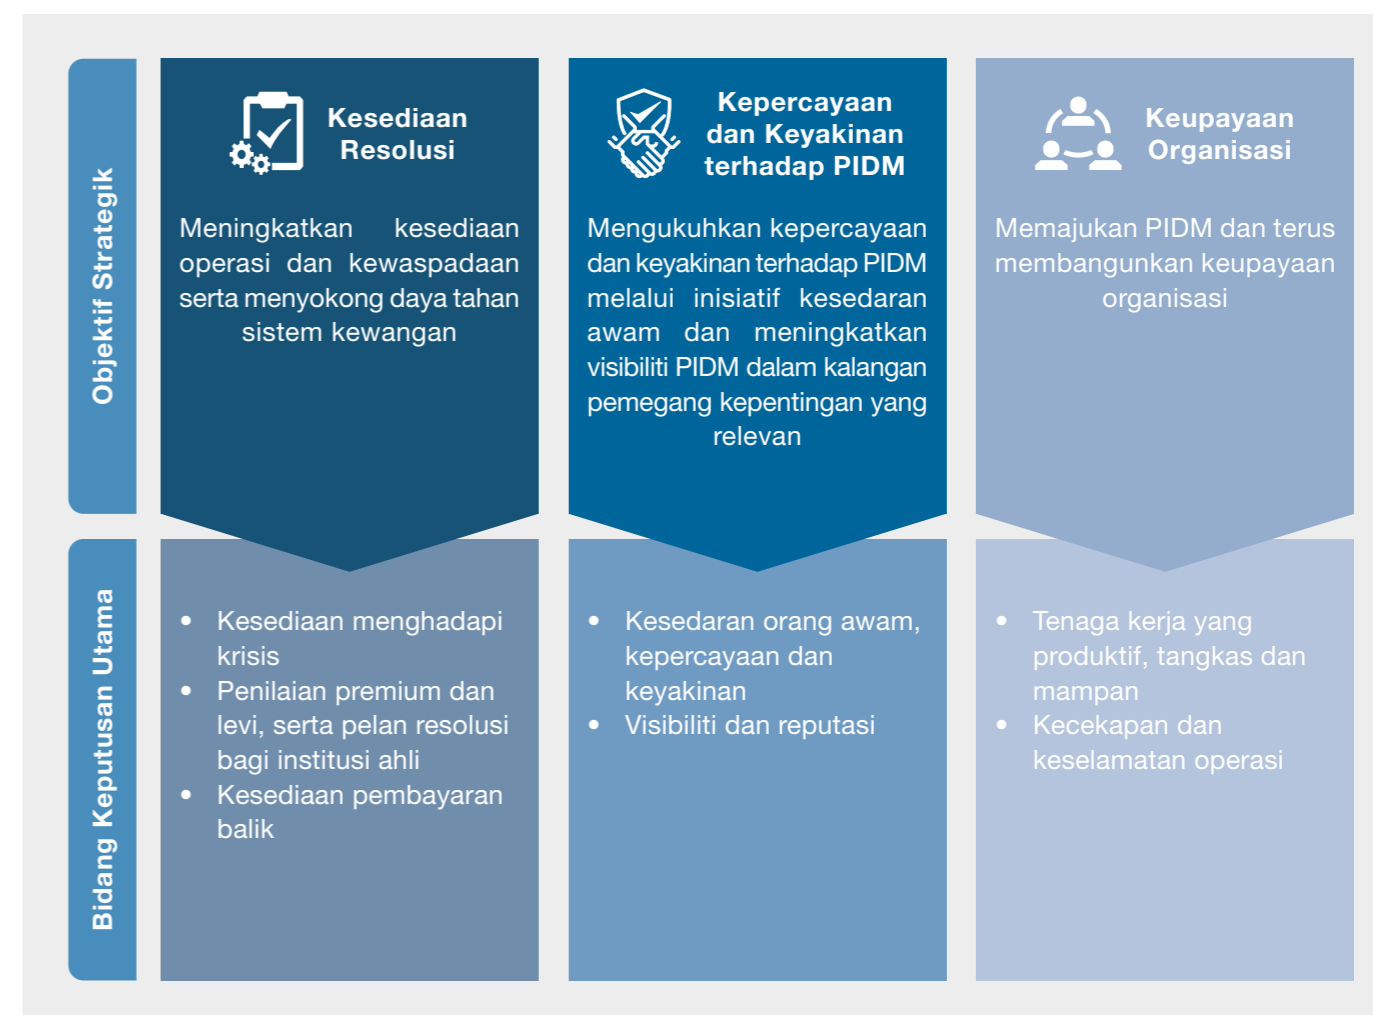 Objektif Strategik
Kesediaan
Resolusi
Meningkatkan kesediaan
operasi dan kewaspadaan
serta menyokong daya tahan
sistem kewangan
Kepercayaan
dan Keyakinan
terhadap PIDM
Mengukuhkan kepercayaan
dan keyakinan terhadap PIDM
melalui inisiatif kesedaran
awam dan meningkatkan
visibiliti PIDM dalam kalangan
pemegang kepentingan yang
relevan
Keupayaan
Organisasi
Memajukan PIDM dan terus
membangunkan keupayaan
organisasi
Bidang Keputusan Utama
• Kesediaan menghadapi
krisis
• Penilaian premium dan
levi, serta pelan resolusi
bagi institusi ahli
• Kesediaan pembayaran
balik
• Kesedaran orang awam,
kepercayaan dan
keyakinan
• Visibiliti dan reputasi
• Tenaga kerja yang
produktif, tangkas dan
mampan
• Kecekapan dan
keselamatan operasi